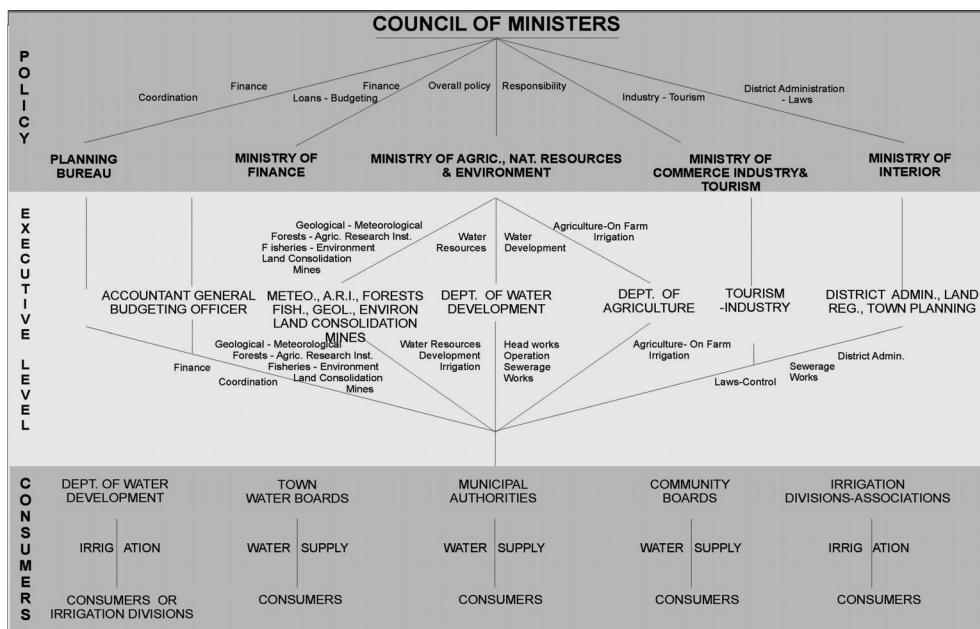 COUNCIL OF MINISTERS
POLICY
Coordination
Finance
Loans - Budgeting
Finance
Overall policy
Responsibility
Industry - Tourism
District Administration
- Laws
PLANNING
BUREAU
MINISTRY OF
FINANCE
MINISTRY OF AGRIC., NAT. RESOURCES
& ENVIRONMENT
MINISTRY OF
COMMERCE INDUSTRY&
TOURISM
MINISTRY OF
INTERIOR
EXECUTIVE LEVEL
Geological - Meteorological
Forests - Agric. Research Inst.
Fisheries - Environment
Land Consolidation
Mines
Water
Resources
Water
Development
Agriculture-On Farm
Irrigation
ACCOUNTANT GENERAL
BUDGETING OFFICER
METEO., A.R.I., FORESTS
FISH., GEOL., ENVIRON
LAND CONSOLIDATION
MINES
DEPT. OF WATER
DEVELOPMENT
DEPT. OF
AGRICULTURE
TOURISM
-INDUSTRY
DISTRICT ADMIN., LAND
REG., TOWN PLANNING
Finance
Coordination
Geological - Meteorological
Forests - Agric. Research Inst.
Fisheries - Environment
Land Consolidation
Mines
Water Resources
Development
Irrigation
Head works
Operation
Sewerage
Works
Agriculture- On Farm
Irrigation
Laws-Control
Sewerage
Works
District Admin.
CONSUMERS
DEPT. OF WATER
DEVELOPMENT
TOWN
WATER BOARDS
MUNICIPAL
AUTHORITIES
COMMUNITY
BOARDS
IRRIGATION
DIVISIONS-ASSOCIATIONS
IRRIG ATION
WATER SUPPLY
WATER SUPPLY
WATER SUPPLY
IRRIG ATION
CONSUMERS OR
IRRIGATION DIVISIONS
CONSUMERS
CONSUMERS
CONSUMERS
CONSUMERS